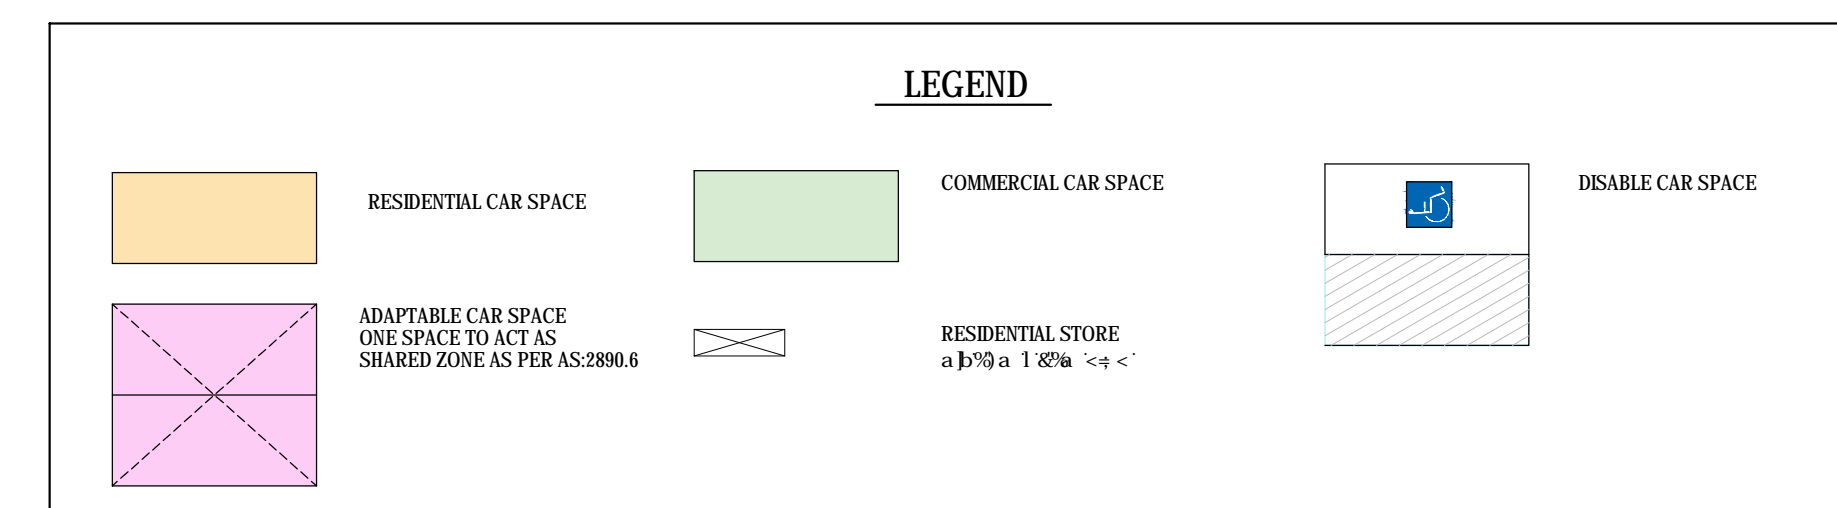 LEGEND
RESIDENTIAL CAR SPACE
COMMERCIAL CAR SPACE
DISABLE CAR SPACE
ADAPTABLE CAR SPACE
ONE SPACE TO ACT AS
SHARED ZONE AS PER AS:2890.6
RESIDENTIAL STORE